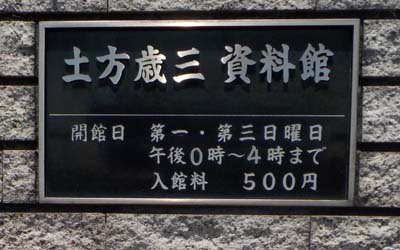 土方歳三 資料館
開館日 第一・第三日曜日
午後0時～4時まで
入館料 500円